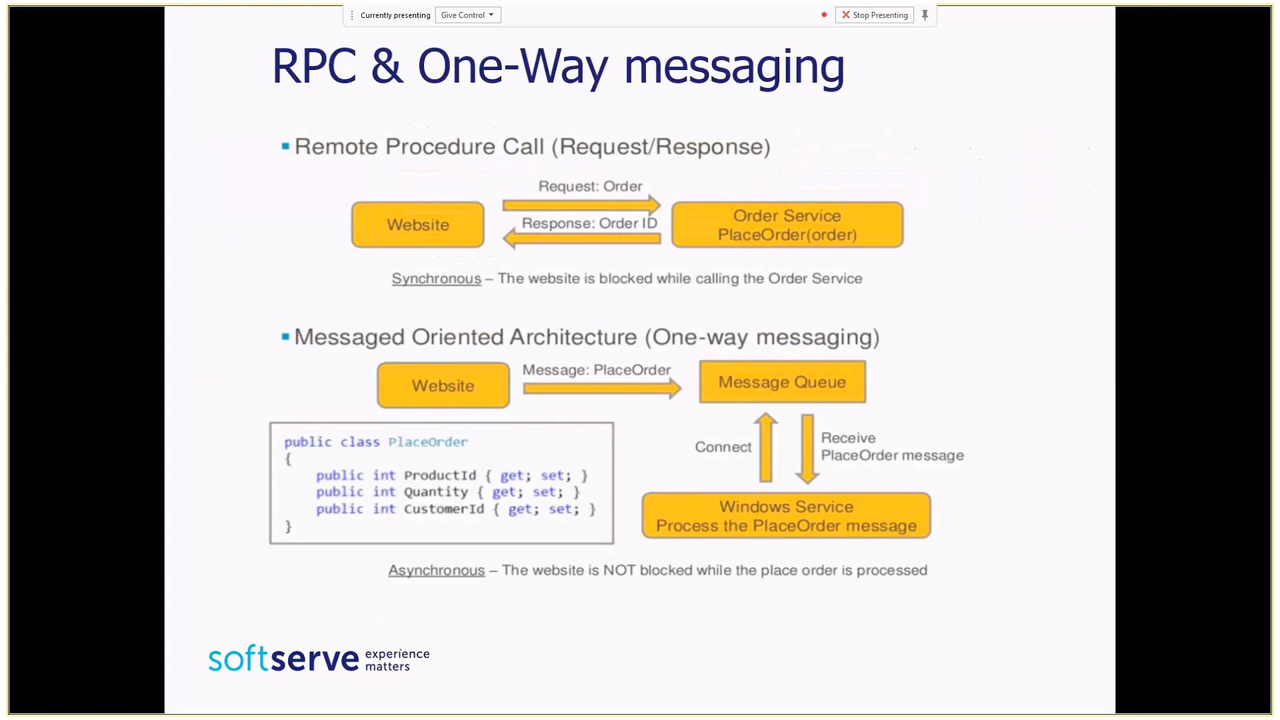 Currently presenting Give Control Stop Presenting
RPC & One-Way messaging
Remote Procedure Call (Request/Response)
Request: Order
Website
Response: Order ID
Order Service
PlaceOrder(order)
Synchronous – The website is blocked while calling the Order Service
Messaged Oriented Architecture (One-way messaging)
Website
Message: PlaceOrder
Message Queue
public class PlaceOrder
{
public int ProductId { get; set; }
public int Quantity { get; set; }
public int CustomerId { get; set; }
}
Connect
Receive
PlaceOrder message
Windows Service
Process the PlaceOrder message
Asynchronous – The website is NOT blocked while the place order is processed
softserve experience
matters